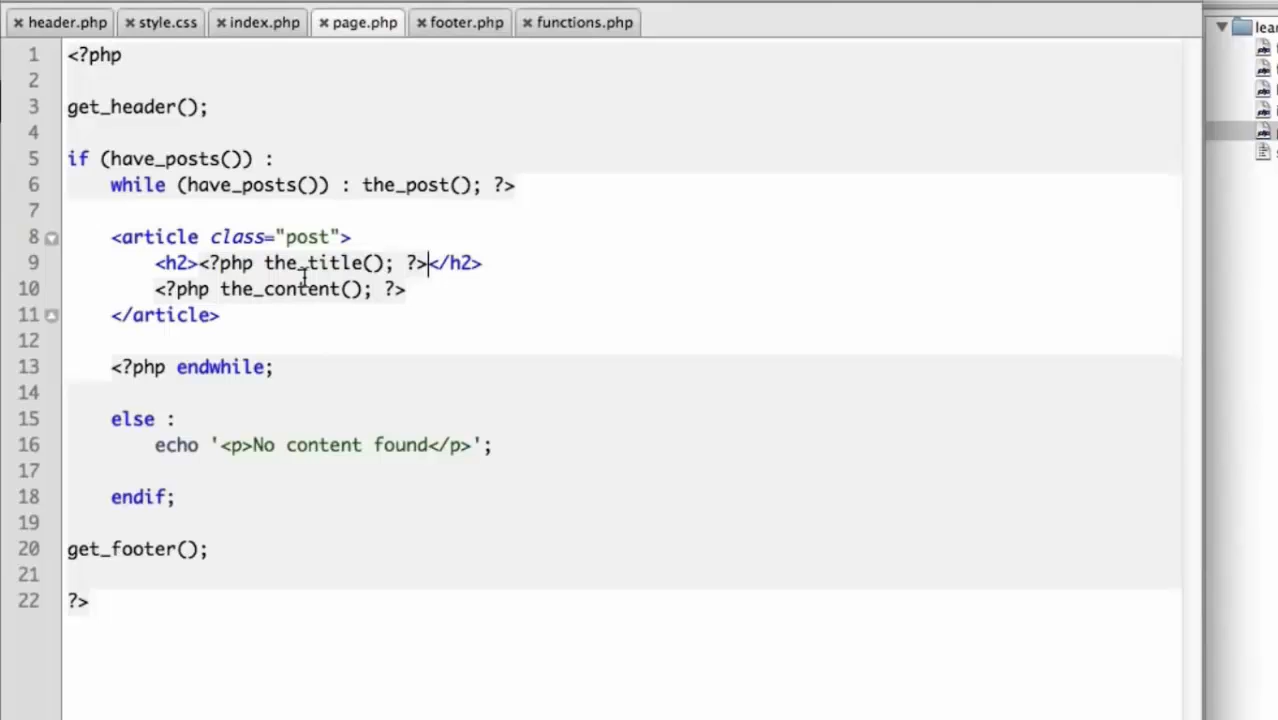 header.php style.css index.php page.php footer.php functions.php
lear
1 <?php
2
3 get_header();
4
5 if (have_posts()) :
6 while (have_posts()) : the_post(); ?>
7
8 <article class="post">
9 <h2><?php the_title(); ?></h2>
10 <?php the_content(); ?>
11 </article>
12
13 <?php endwhile;
14
15 else :
16 echo '<p>No content found</p>';
17
18 endif;
19
20 get_footer();
21
22 ?>